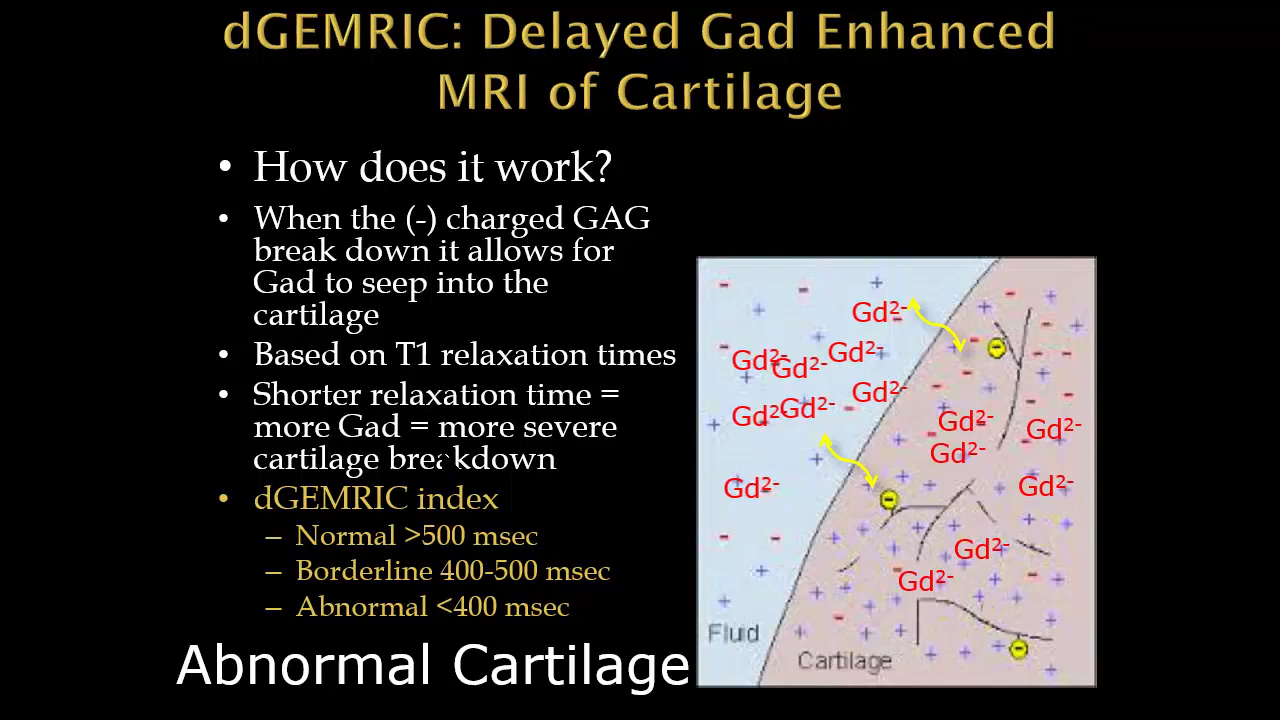 dGEMRIC: Delayed Gad Enhanced
MRI of Cartilage
• How does it work?
• When the (-) charged GAG
break down it allows for
Gad to seep into the
cartilage
• Based on T1 relaxation times
• Shorter relaxation time =
more Gad = more severe
cartilage breakdown
• dGEMRIC index
– Normal >500 msec
– Borderline 400-500 msec
– Abnormal <400 msec
Abnormal Cartilage
Gd²-
Gd²-
Gd²-
Gd²-
Gd²-
Gd²-
Gd²-
Gd²-
Gd²-
Gd²-
Gd²-
Gd²-
Gd²-
Gd²-
Fluid
Cartilage